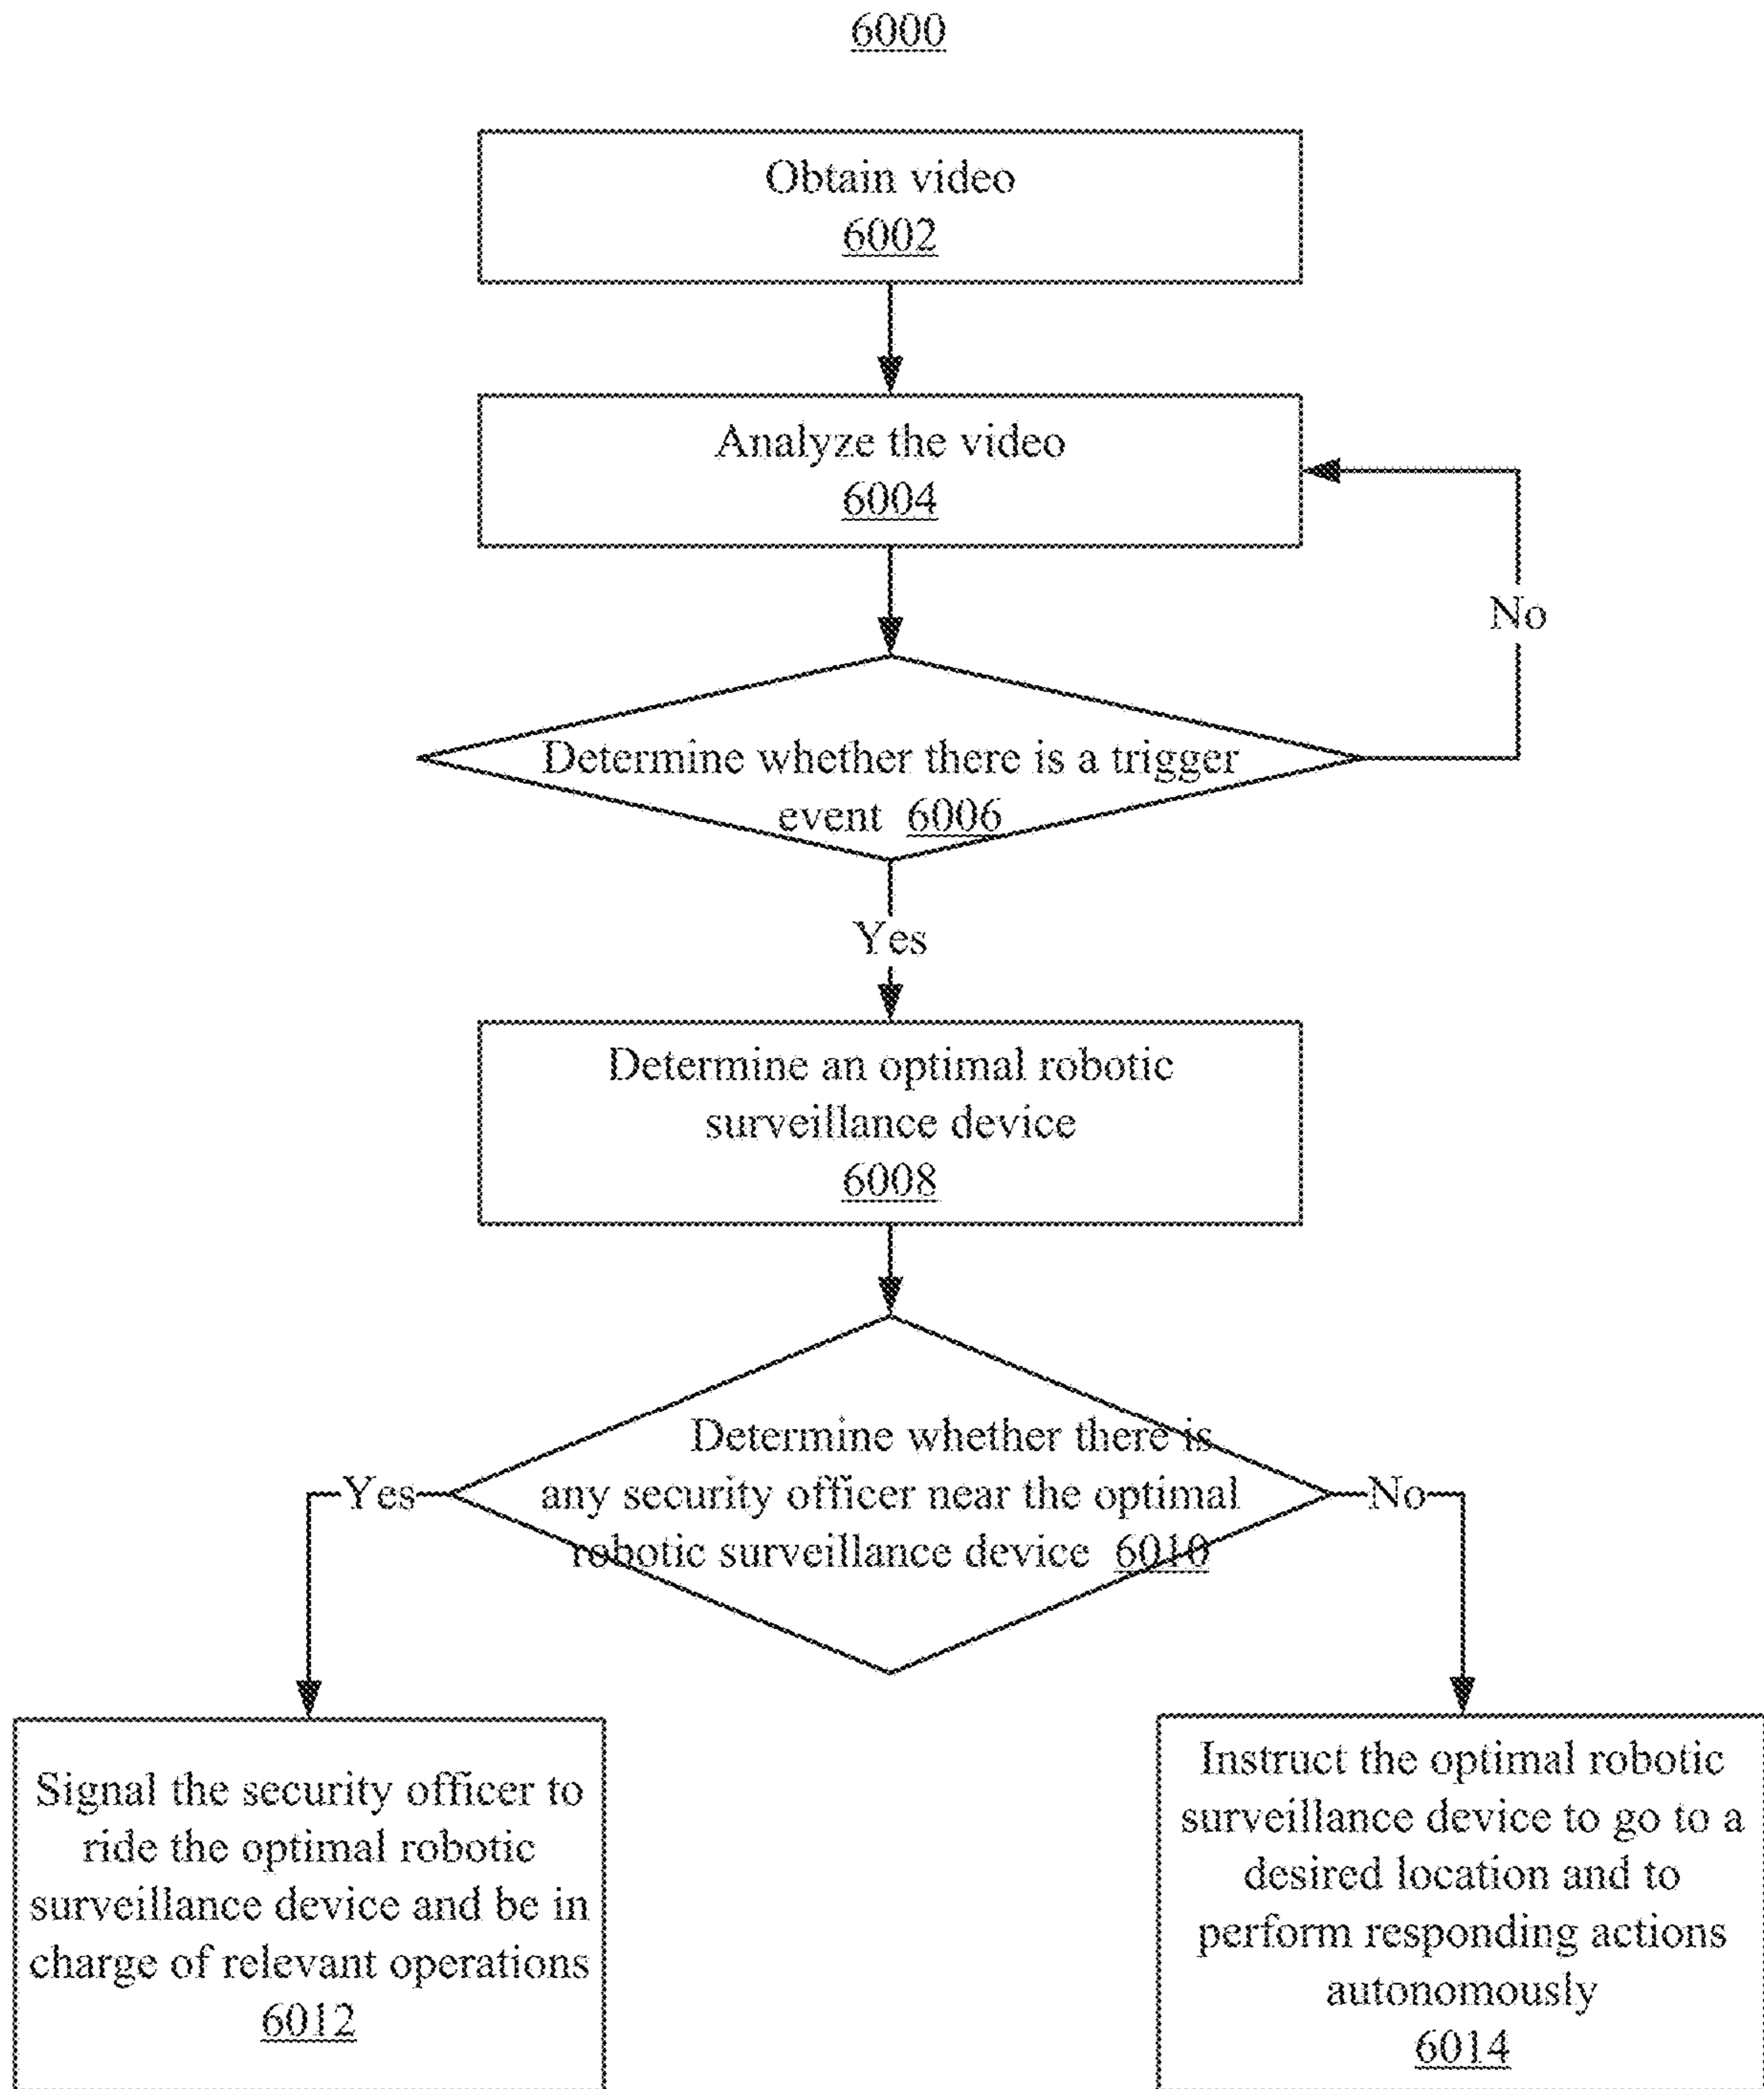 6000
Obtain video
6002
Analyze the video
6004
No
Determine whether there is a trigger
event 6006
Yes
Determine an optimal robotic
surveillance device
6008
Determine whether there is
any security officer near the optimal
robotic surveillance device 6010
Yes
No
Signal the security officer to
ride the optimal robotic
surveillance device and be in
charge of relevant operations
6012
Instruct the optimal robotic
surveillance device to go to a
desired location and to
perform responding actions
autonomously
6014